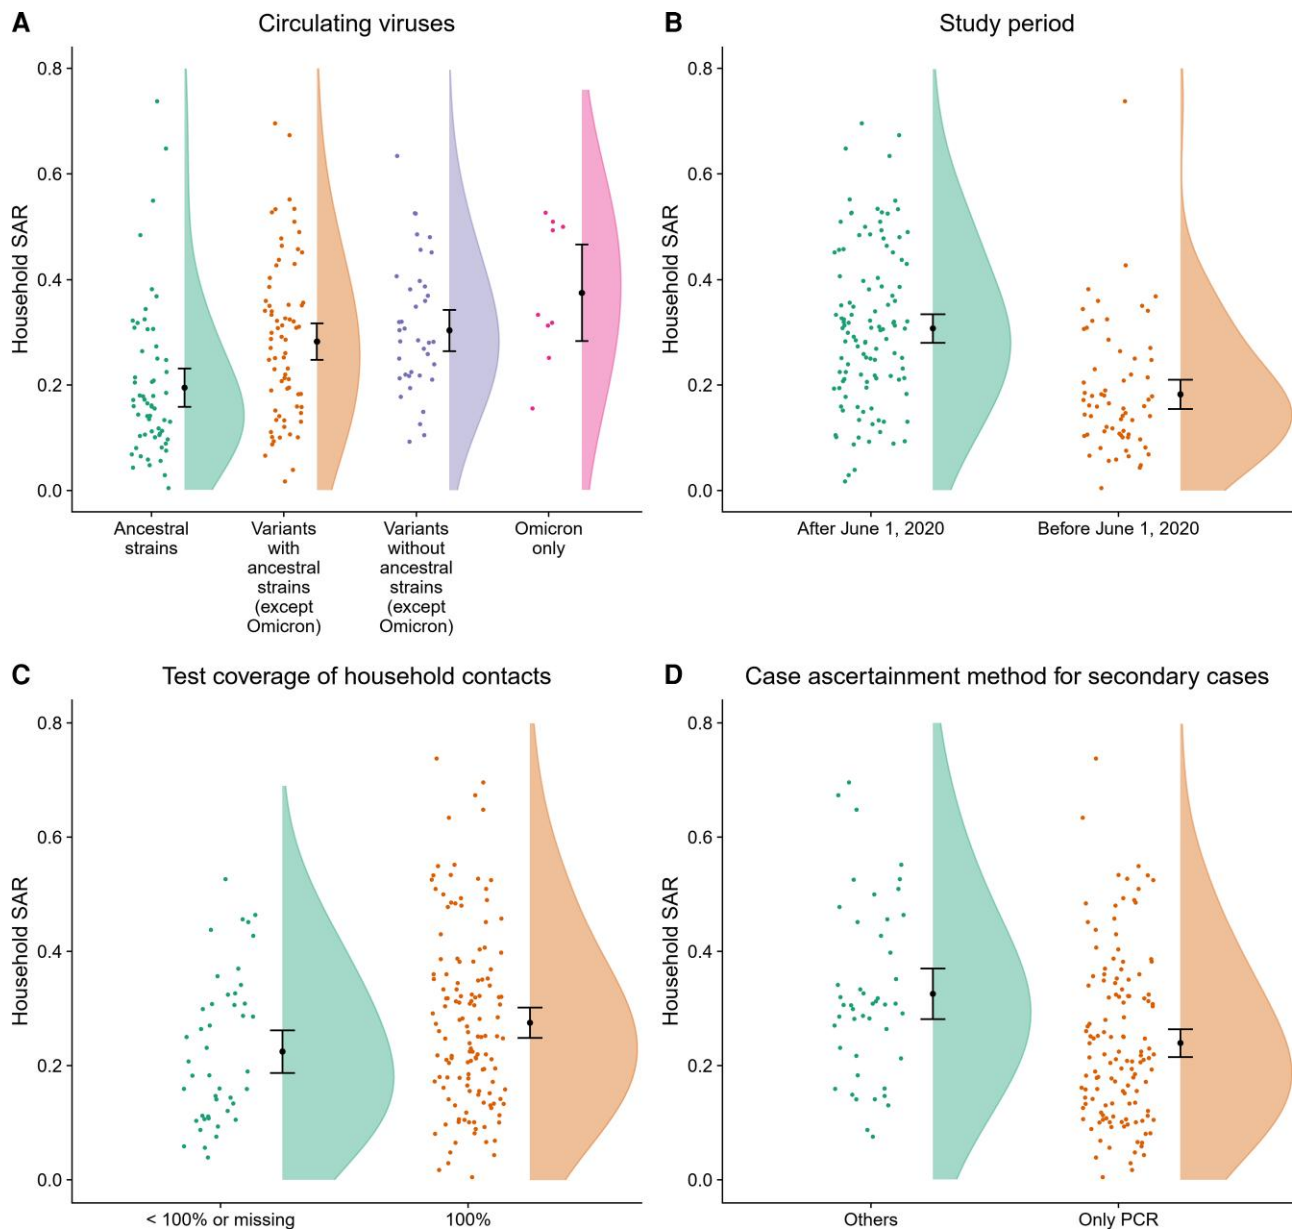 A
Circulating viruses
Household SAR
0.8
0.6
0.4
0.2
0.0
Ancestral
strains
Variants
with
ancestral
strains
(except
Omicron)
Variants
without
ancestral
strains
(except
Omicron)
Omicron
only
B
Study period
Household SAR
0.8
0.6
0.4
0.2
0.0
After June 1, 2020
Before June 1, 2020
C
Test coverage of household contacts
Household SAR
0.8
0.6
0.4
0.2
0.0
< 100% or missing
100%
D
Case ascertainment method for secondary cases
Household SAR
0.8
0.6
0.4
0.2
0.0
Others
Only PCR